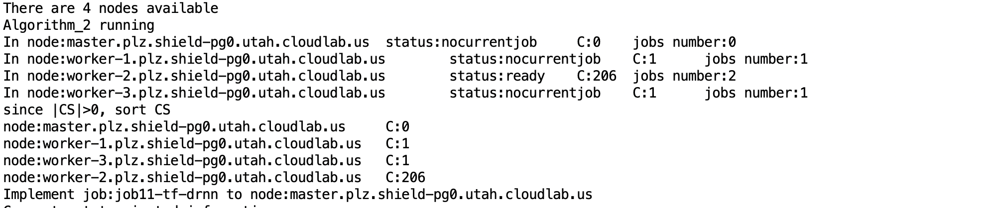 There are 4 nodes available
Algorithm_2 running
In node:master.plz.shield-pg0.utah.cloudlab.us  status:nocurrentjob     C:0    jobs number:0
In node:worker-1.plz.shield-pg0.utah.cloudlab.us        status:nocurrentjob    C:1      jobs number:1
In node:worker-2.plz.shield-pg0.utah.cloudlab.us        status:ready    C:206  jobs number:2
In node:worker-3.plz.shield-pg0.utah.cloudlab.us        status:nocurrentjob    C:1      jobs number:1
since |CS|>0, sort CS
node:master.plz.shield-pg0.utah.cloudlab.us     C:0
node:worker-1.plz.shield-pg0.utah.cloudlab.us   C:1
node:worker-3.plz.shield-pg0.utah.cloudlab.us   C:1
node:worker-2.plz.shield-pg0.utah.cloudlab.us   C:206
Implement job:job11-tf-drnn to node:master.plz.shield-pg0.utah.cloudlab.us